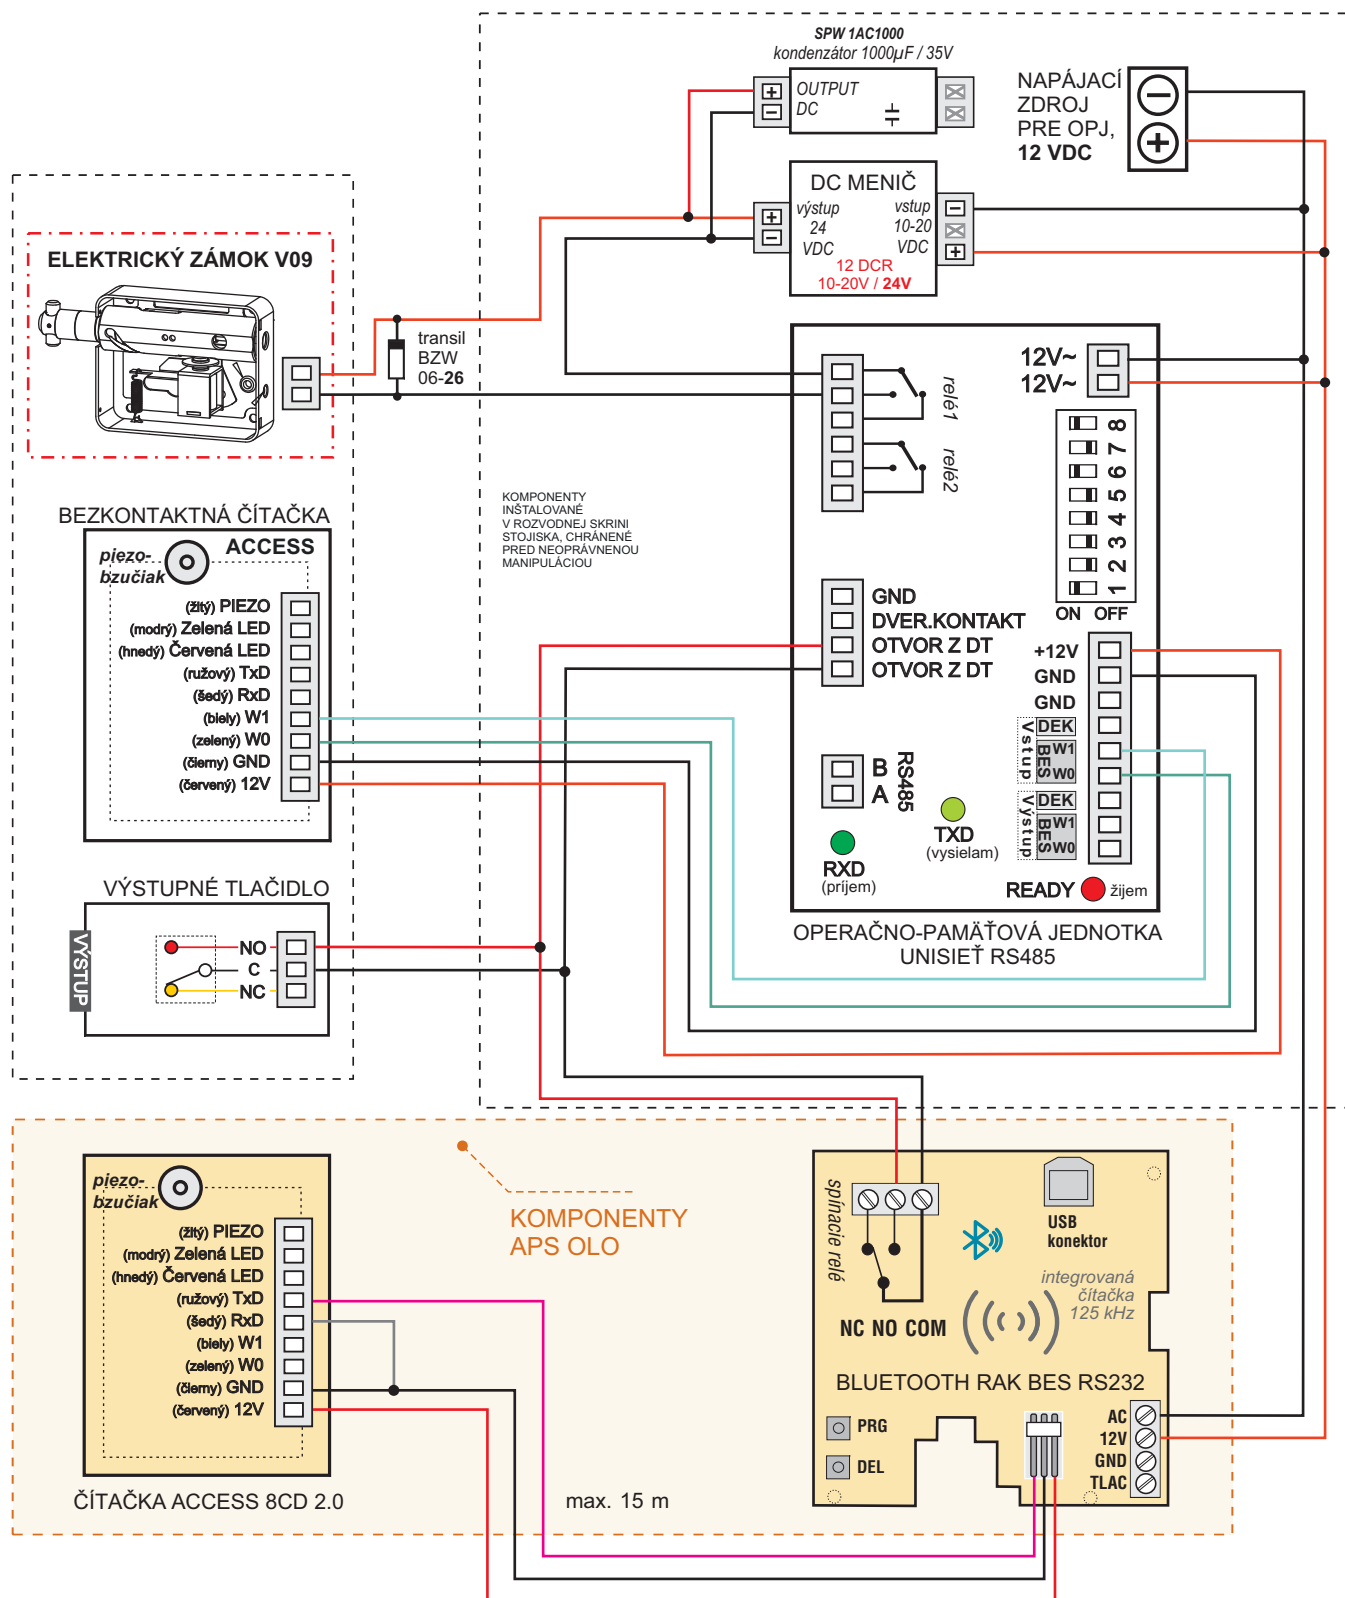 SPW 1AC1000
kondenzátor 1000µF / 35V
OUTPUT
DC
NAPÁJACÍ
ZDROJ
PRE OPJ,
12 VDC
DC MENIČ
výstup
24
VDC
vstup
10-20
VDC
12 DCR
10-20V / 24V
ELEKTRICKÝ ZÁMOK V09
transil
BZW
06-26
relé1
relé2
12V~
12V~
8
7
6
5
4
3
2
1
ON OFF
KOMPONENTY
INŠTALOVANÉ
V ROZVODNEJ SKRINI
STOJISKA, CHRÁNENÉ
PRED NEOPRÁVNENOU
MANIPULÁCIOU
BEZKONTAKTNÁ ČÍTAČKA
ACCESS
piezo-
bzučiak
(žltý) PIEZO
(modrý) Zelená LED
(hnedý) Červená LED
(ružový) TxD
(šedý) RxD
(biely) W1
(zelený) W0
(čierny) GND
(červený) 12V
GND
DVER.KONTAKT
OTVOR Z DT
OTVOR Z DT
+12V
GND
GND
Vstup
DEK
BES
W1
W0
Výstup
DEK
BES
W1
W0
B
A
RS485
TXD
(vysielam)
RXD
(príjem)
READY
žijem
OPERAČNO-PAMÄŤOVÁ JEDNOTKA
UNISIEŤ RS485
VÝSTUPNÉ TLAČIDLO
VÝSTUP
NO
C
NC
KOMPONENTY
APS OLO
piezo-
bzučiak
(žltý) PIEZO
(modrý) Zelená LED
(hnedý) Červená LED
(ružový) TxD
(šedý) RxD
(biely) W1
(zelený) W0
(čierny) GND
(červený) 12V
ČÍTAČKA ACCESS 8CD 2.0
max. 15 m
spínacie relé
NC NO COM
USB
konektor
integrovaná
čítačka
125 kHz
BLUETOOTH RAK BES RS232
PRG
DEL
AC
12V
GND
TLAC